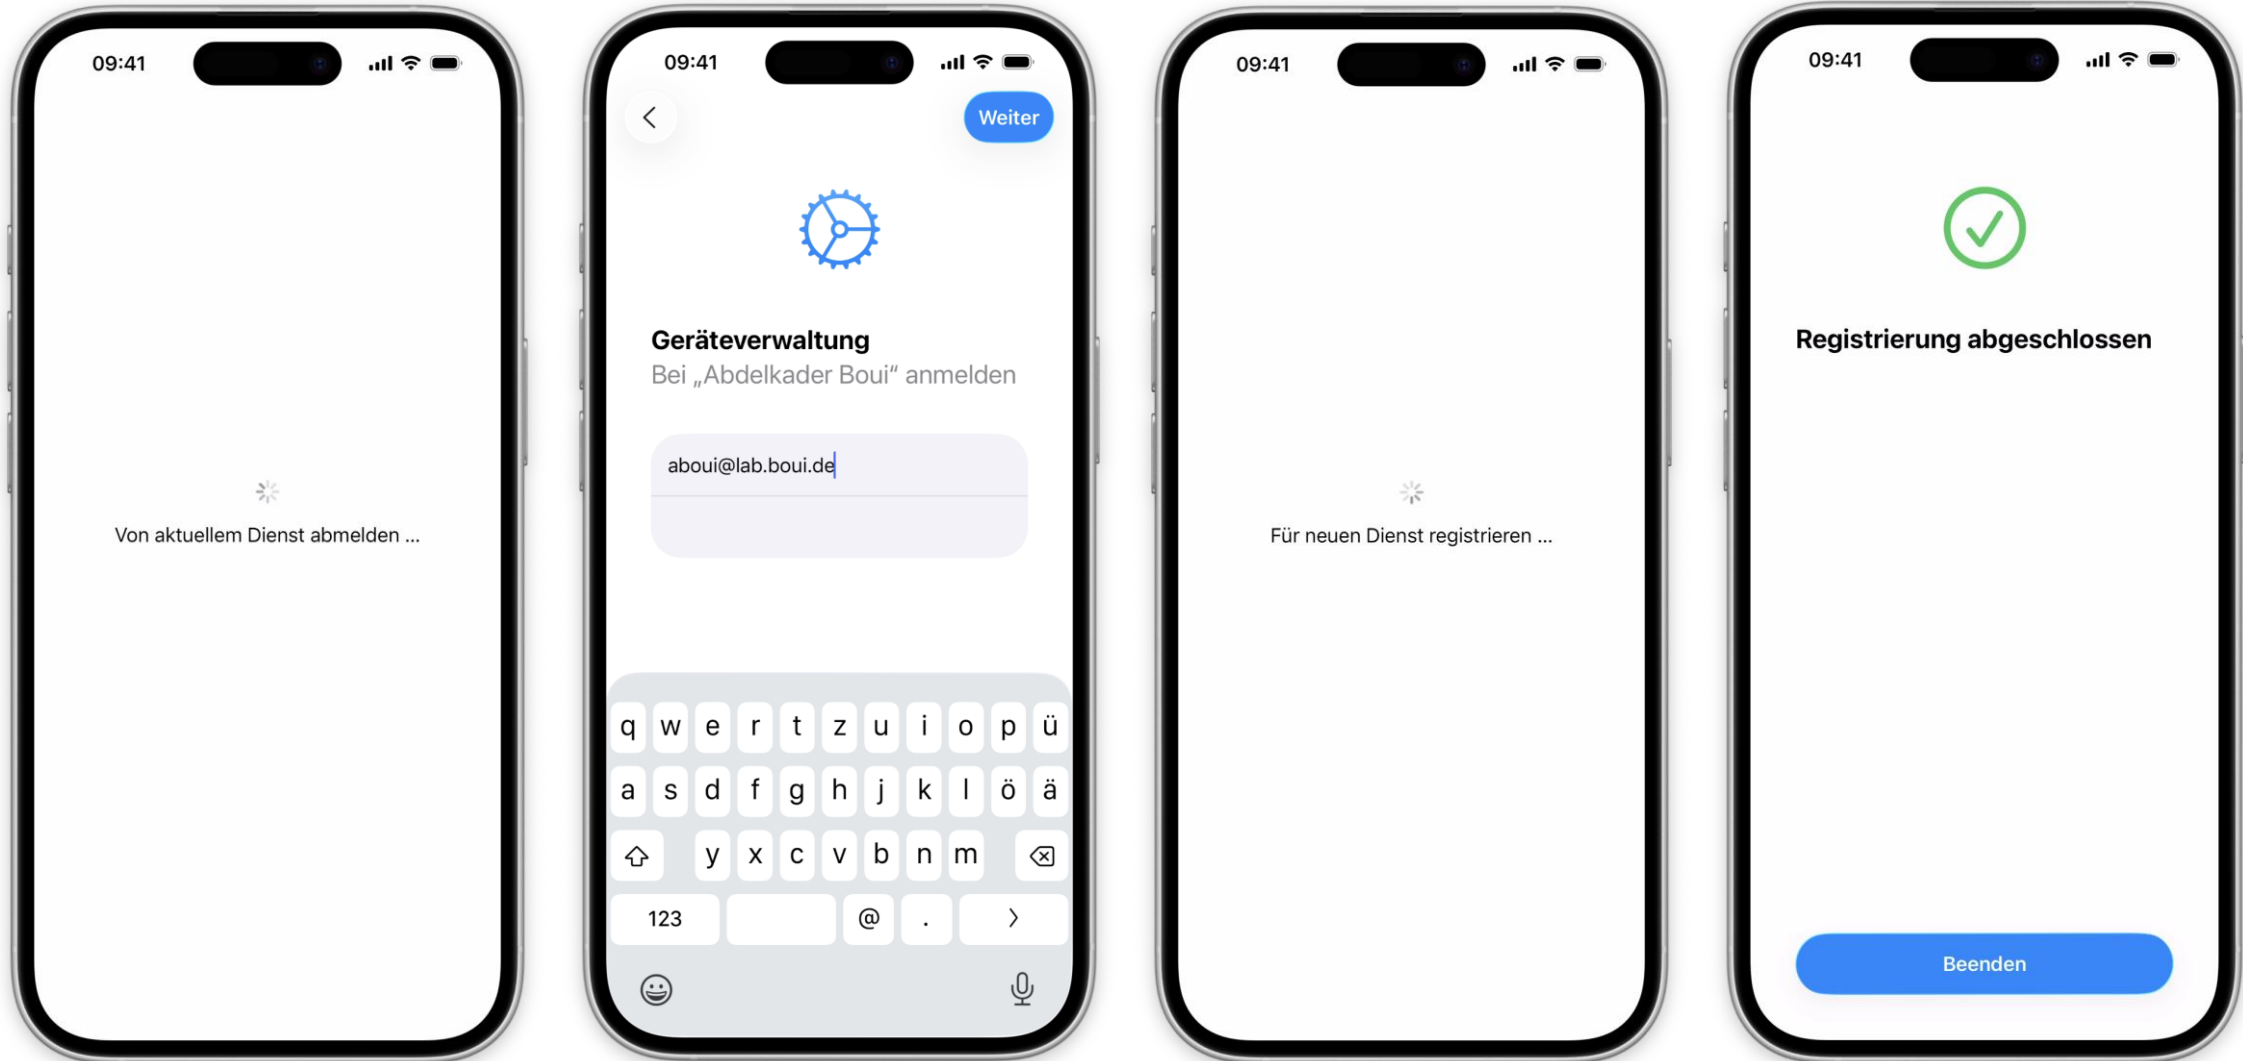 09:41
Von aktuellem Dienst abmelden ...
09:41
Weiter
Geräteverwaltung
Bei „Abdelkader Boui“ anmelden
aboui@lab.boui.de
q w e r t z u i o p ü
a s d f g h j k l ö ä
y x c v b n m
123 @ .
09:41
Für neuen Dienst registrieren ...
09:41
Registrierung abgeschlossen
Beenden